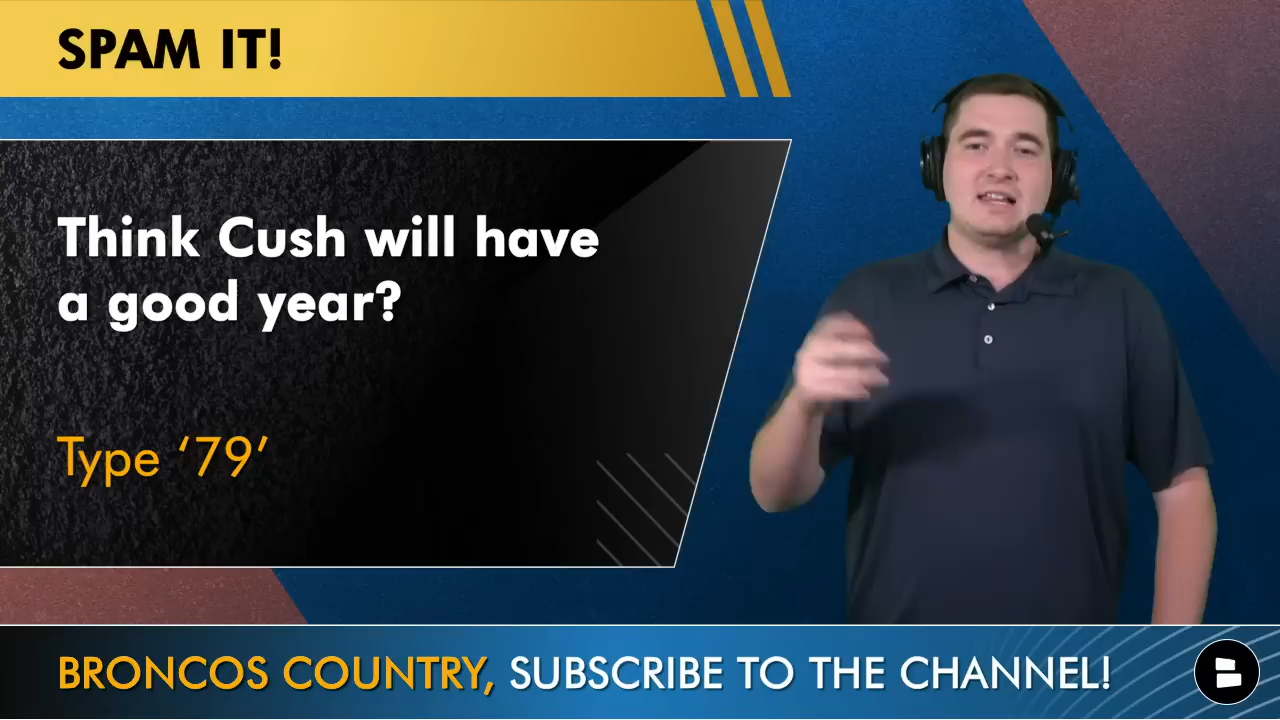 SPAM IT!
Think Cush will have
a good year?
Type ‘79’
BRONCOS COUNTRY, SUBSCRIBE TO THE CHANNEL!